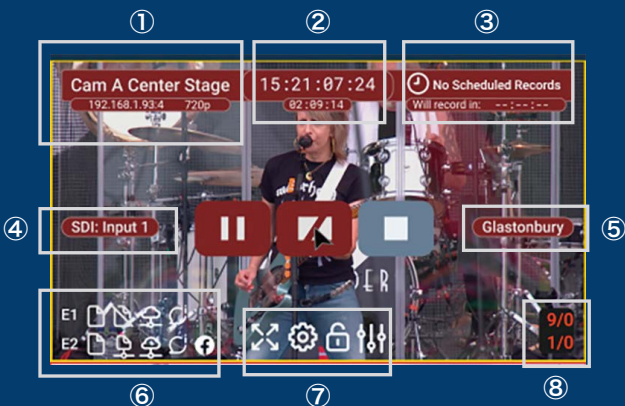 ① ② ③
Cam A Center Stage
192.168.1.93:4 720p
15:21:07:24
02:09:14
No Scheduled Records
Will record in: --:--:--
④ SDI: Input 1
Glastonbury ⑤
E1
E2
9/0
1/0
⑥ ⑦ ⑧